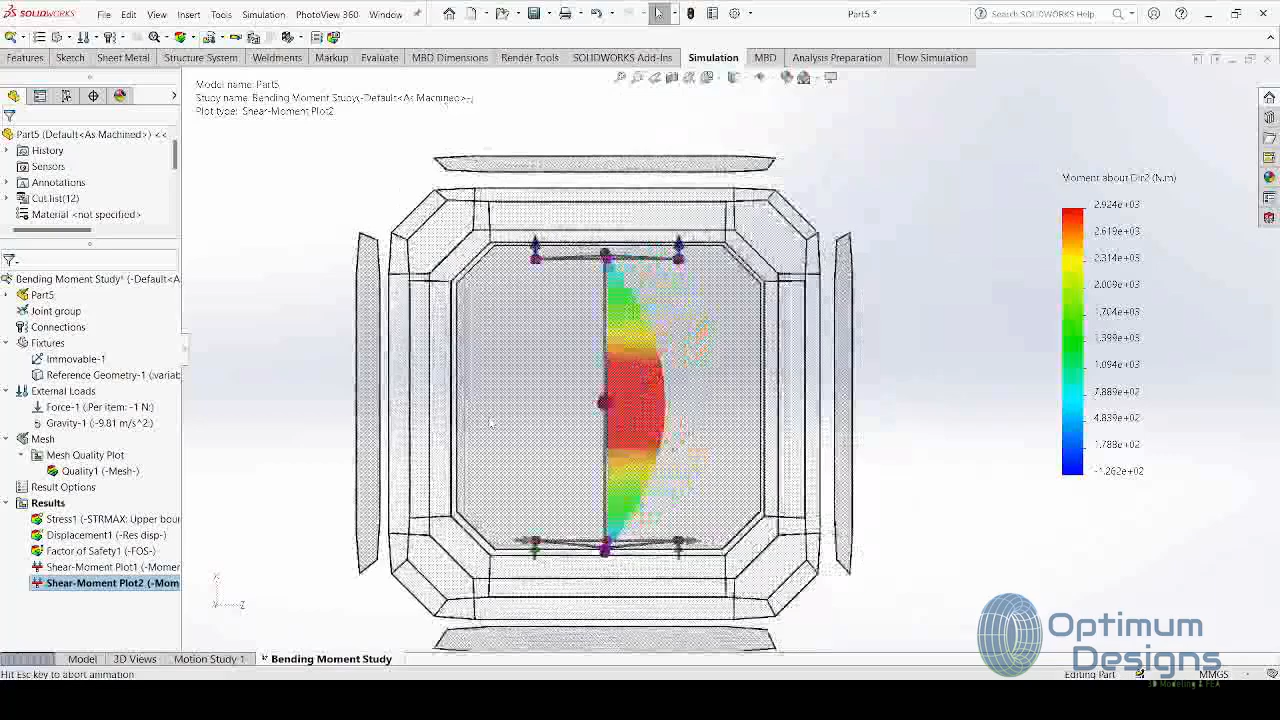 SOLIDWORKS File Edit View Insert Tools Simulation PhotoView 360 Window Part5 * Search SOLIDWORKS Help
Features Sketch Sheet Metal Structure System Weldments Markup Evaluate MBD Dimensions Render Tools SOLIDWORKS Add-Ins Simulation MBD Analysis Preparation Flow Simulation
Model name: Part5
Study name: Bending Moment Study(-Default<As Machined>-)
Plot type: Shear-Moment Plot2
Part5 (Default<As Machined>) <<
History
Sensors
Annotations
Cut list(12)
Material <not specified>
Bending Moment Study* (-Default<A
Part5
Joint group
Connections
Fixtures
Immovable-1
Reference Geometry-1 (:variab
External Loads
Force-1 (:Per item: -1 N:)
Gravity-1 (:-9.81 m/s^2:)
Mesh
Mesh Quality Plot
Quality1 (-Mesh-)
Result Options
Results
Stress1 (-STRMAX: Upper bou
Displacement1 (-Res disp-)
Factor of Safety1 (-FOS-)
Shear-Moment Plot1 (-Momer
Shear-Moment Plot2 (-Mom
Moment about Dir2 (N.m)
2.924e+03
2.619e+03
2.314e+03
2.009e+03
1.704e+03
1.399e+03
1.094e+03
7.889e+02
4.839e+02
1.788e+02
-1.262e+02
Z
Optimum
Designs
3D Modeling & FEA
Model 3D Views Motion Study 1 Bending Moment Study
Hit Esc key to abort animation Editing Part MMGS